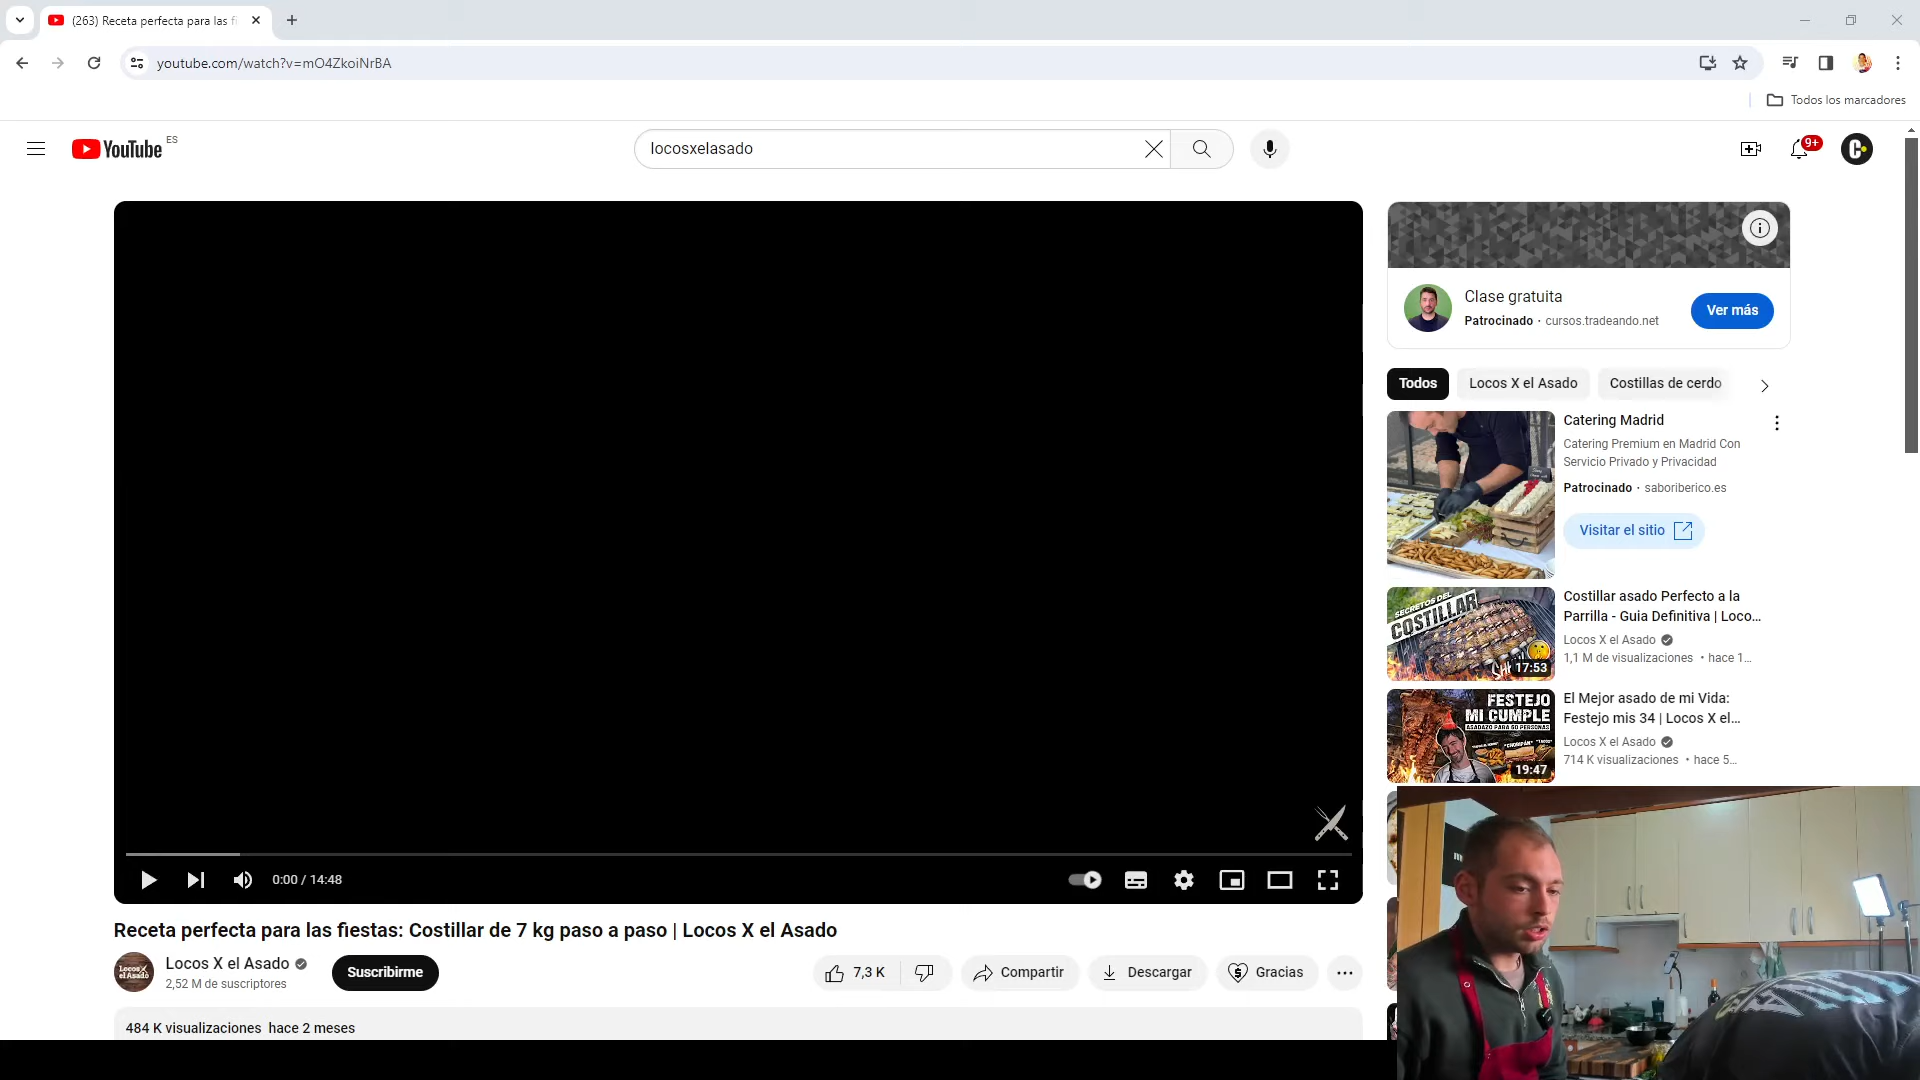 (263) Receta perfecta para las fi
youtube.com/watch?v=mO4ZkoiNrBA
Todos los marcadores
YouTube ES
locosxelasado
9+
Clase gratuita
Patrocinado · cursos.tradeando.net
Ver más
Todos
Locos X el Asado
Costillas de cerdo
Catering Madrid
Catering Premium en Madrid Con
Servicio Privado y Privacidad
Patrocinado · saboriberico.es
Visitar el sitio
SECRETOS DEL
COSTILLAR
17:53
Costillar asado Perfecto a la
Parrilla - Guia Definitiva | Loco...
Locos X el Asado
1,1 M de visualizaciones • hace 1...
FESTEJO
MI CUMPLE
ASADAZO PARA 50 PERSONAS
19:47
El Mejor asado de mi Vida:
Festejo mis 34 | Locos X el...
Locos X el Asado
714 K visualizaciones • hace 5...
0:00 / 14:48
Receta perfecta para las fiestas: Costillar de 7 kg paso a paso | Locos X el Asado
Locos X el Asado
2,52 M de suscriptores
Suscribirme
7,3 K
Compartir
Descargar
Gracias
484 K visualizaciones hace 2 meses